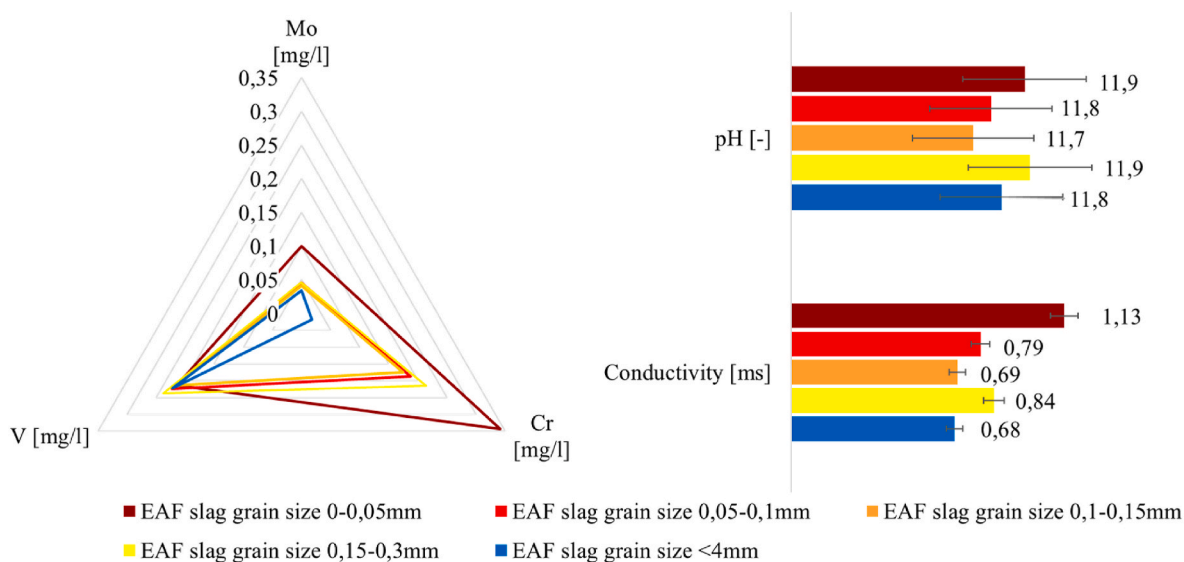 Mo
[mg/l]
0,35
0,3
0,25
0,2
0,15
0,1
0,05
0
V [mg/l]
Cr
[mg/l]
pH [-]
11,9
11,8
11,7
11,9
11,8
Conductivity [ms]
1,13
0,79
0,69
0,84
0,68
EAF slag grain size 0-0,05mm
EAF slag grain size 0,05-0,1mm
EAF slag grain size 0,1-0,15mm
EAF slag grain size 0,15-0,3mm
EAF slag grain size <4mm